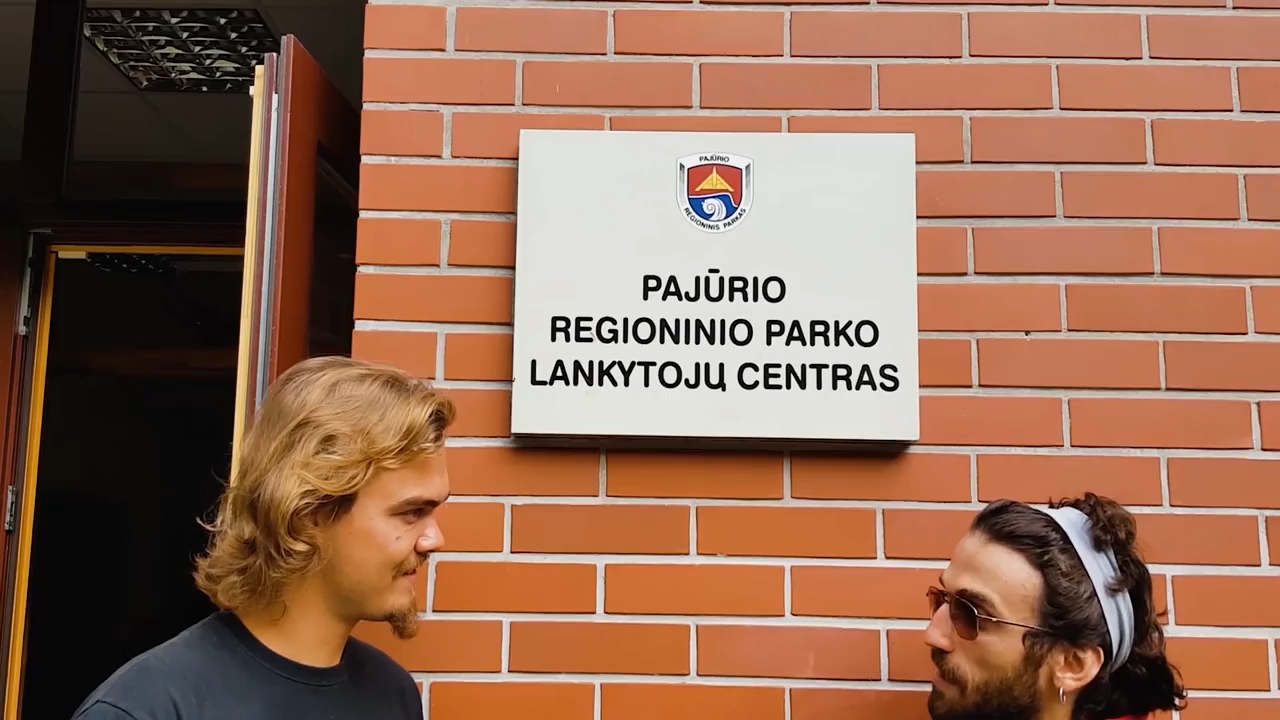 PAJŪRIO
REGIONINIS PARKAS
PAJŪRIO
REGIONINIO PARKO
LANKYTOJŲ CENTRAS